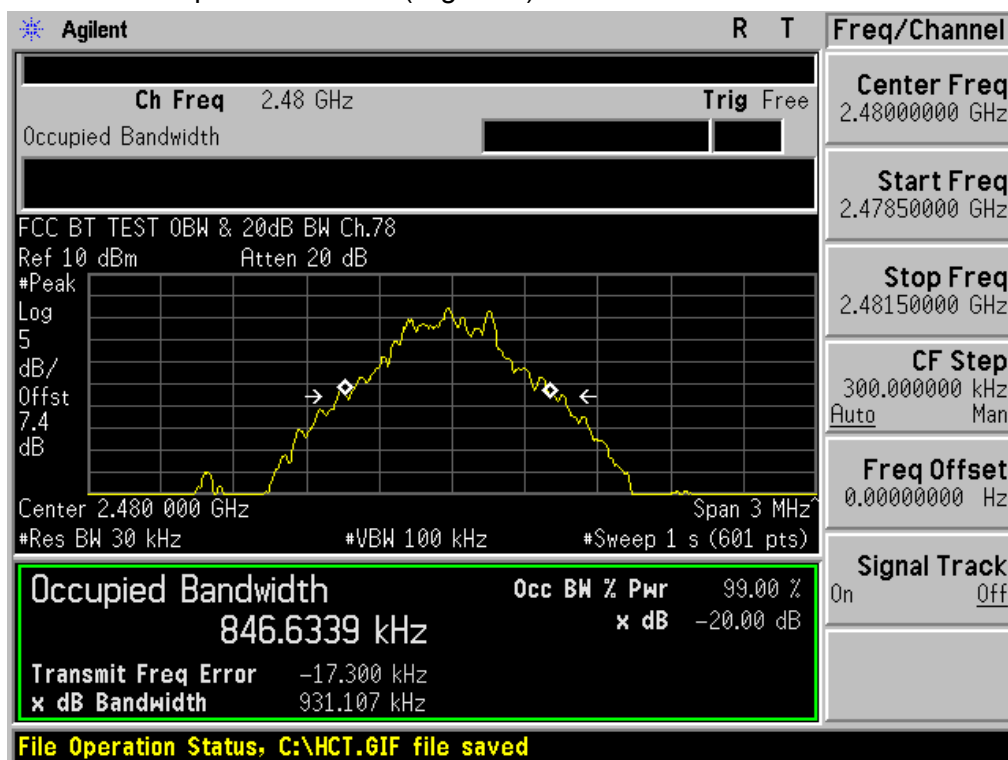 Agilent R T
Freq/Channel
Ch Freq 2.48 GHz Trig Free
Occupied Bandwidth
Center Freq
2.48000000 GHz
Start Freq
2.47850000 GHz
Stop Freq
2.48150000 GHz
CF Step
300.000000 kHz
Auto Man
Freq Offset
0.00000000 Hz
Signal Track
On Off
FCC BT TEST OBW & 20dB BW Ch.78
Ref 10 dBm Atten 20 dB
#Peak
Log
5
dB/
Offst
7.4
dB
Center 2.480 000 GHz Span 3 MHz^
#Res BW 30 kHz #VBW 100 kHz #Sweep 1 s (601 pts)
Occupied Bandwidth Occ BW % Pwr 99.00 %
846.6339 kHz x dB -20.00 dB
Transmit Freq Error -17.300 kHz
x dB Bandwidth 931.107 kHz
File Operation Status, C:\HCT.GIF file saved